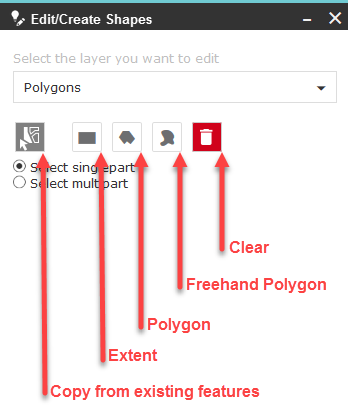 Edit/Create Shapes
Select the layer you want to edit
Polygons
Select singlepart
Select multipart
Clear
Freehand Polygon
Polygon
Extent
Copy from existing features